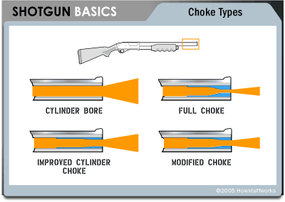 SHOTGUN BASICS
Choke Types
CYLINDER BORE
FULL CHOKE
IMPROVED CYLINDER
CHOKE
MODIFIED CHOKE
©2005 HowStuffWorks